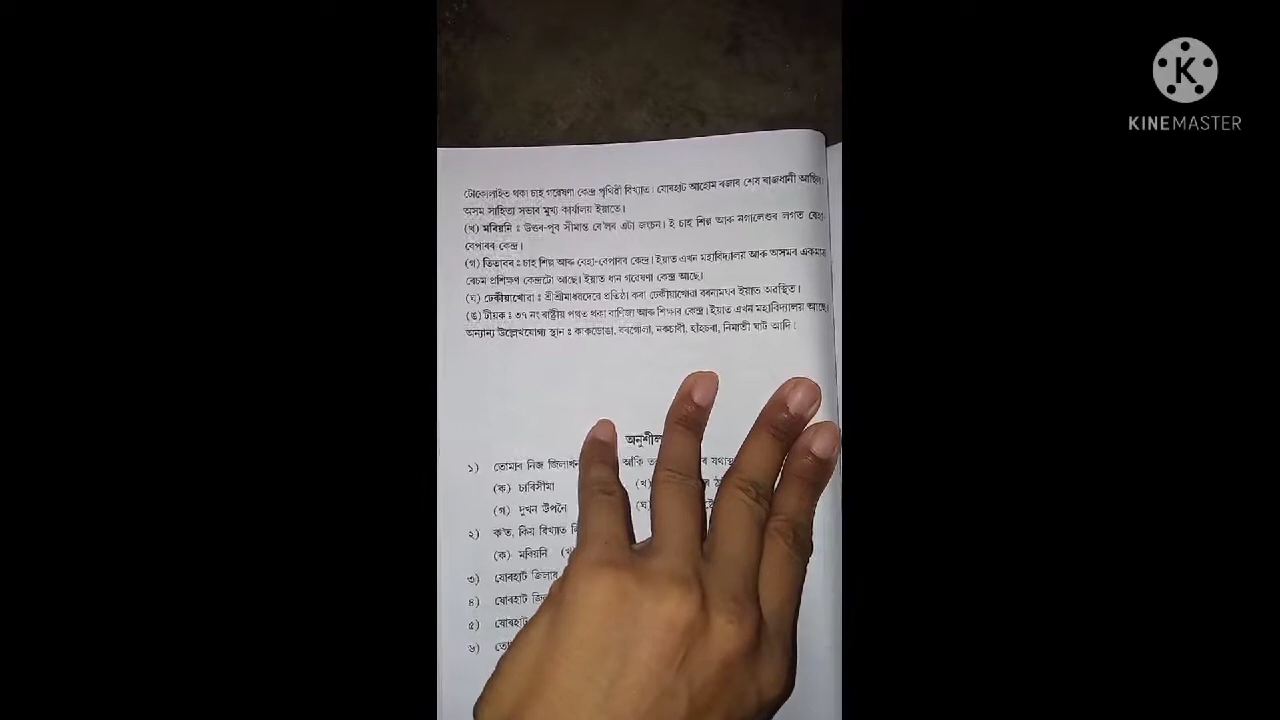 KINEMASTER
টোকোলাইত থকা চাহ গৱেষণা কেন্দ্ৰ পৃথিৱী বিখ্যাত। যোৰহাট আহোম ৰজাৰ শেষ ৰাজধানী আছিল।
অসম সাহিত্য সভাৰ মুখ্য কাৰ্যালয় ইয়াতে।
(খ) মৰিয়নি : উত্তৰ-পূব সীমান্ত ৰে'লৰ এটা জংচন। ই চাহ শিল্প আৰু নগালেণ্ডৰ লগত বেহা-
বেপাৰৰ কেন্দ্ৰ।
(গ) তিতাবৰ : চাহ শিল্প আৰু বেহা-বেপাৰৰ কেন্দ্ৰ। ইয়াত এখন মহাবিদ্যালয় আৰু অসমৰ একমাত্ৰ
ৰেচম প্ৰশিক্ষণ কেন্দ্ৰটো আছে। ইয়াত ধান গৱেষণা কেন্দ্ৰ আছে।
(ঘ) ঢেকীয়াখোৱা : শ্ৰীশ্ৰীমাধৱদেৱে প্ৰতিষ্ঠা কৰা ঢেকীয়াখোৱা বৰনামঘৰ ইয়াত অৱস্থিত।
(ঙ) টীয়ক : ৩৭ নং ৰাষ্ট্ৰীয় পথত থকা বাণিজ্য আৰু শিক্ষাৰ কেন্দ্ৰ। ইয়াত এখন মহাবিদ্যালয় আছে।
অন্যান্য উল্লেখযোগ্য স্থান : কাকডোঙা, বৰগোলা, নকচাৰী, হাঁহচৰা, নিমাতী ঘাট আদি।
অনুশীল
১) তোমাৰ নিজ জিলাখন আঁকি
(ক) চাৰিসীমা (খ)
(গ) দুখন উপনৈ (ঘ)
২) ক'ত, কিয় বিখ্যাত
(ক) মৰিয়নি
৩) যোৰহাট জিলাৰ
৪) যোৰহাট
৫) যোৰহাট
৬)